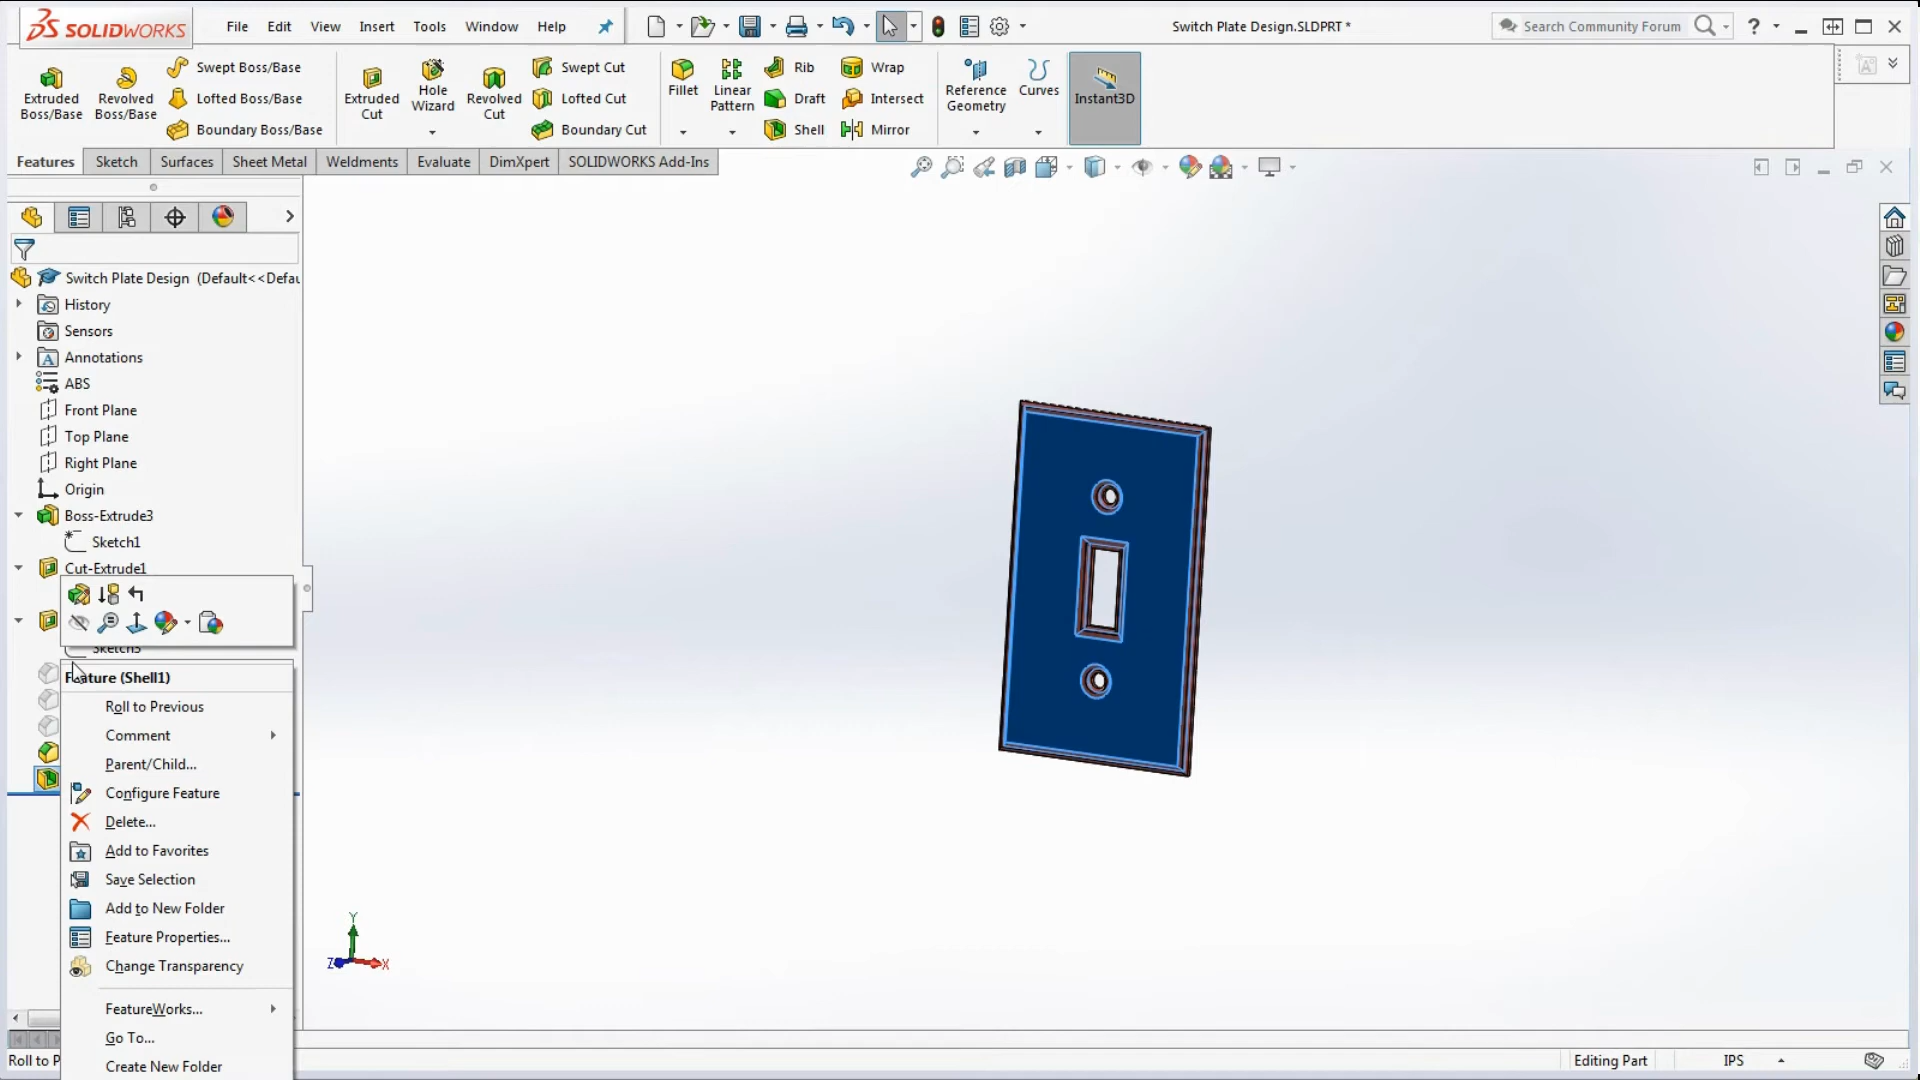 SOLIDWORKS
File Edit View Insert Tools Window Help
Switch Plate Design.SLDPRT *
Search Community Forum
?
Extruded Boss/Base
Revolved Boss/Base
Swept Boss/Base
Lofted Boss/Base
Boundary Boss/Base
Extruded Cut
Hole Wizard
Revolved Cut
Swept Cut
Lofted Cut
Boundary Cut
Fillet
Linear Pattern
Rib
Draft
Shell
Wrap
Intersect
Mirror
Reference Geometry
Curves
Instant3D
Features Sketch Surfaces Sheet Metal Weldments Evaluate DimXpert SOLIDWORKS Add-Ins
Switch Plate Design (Default<<Defau
History
Sensors
Annotations
ABS
Front Plane
Top Plane
Right Plane
Origin
Boss-Extrude3
Sketch1
Cut-Extrude1
Sketch3
Feature (Shell1)
Roll to Previous
Comment
Parent/Child...
Configure Feature
Delete...
Add to Favorites
Save Selection
Add to New Folder
Feature Properties...
Change Transparency
FeatureWorks...
Go To...
Create New Folder
Y
Z
X
Roll to P
Editing Part
IPS